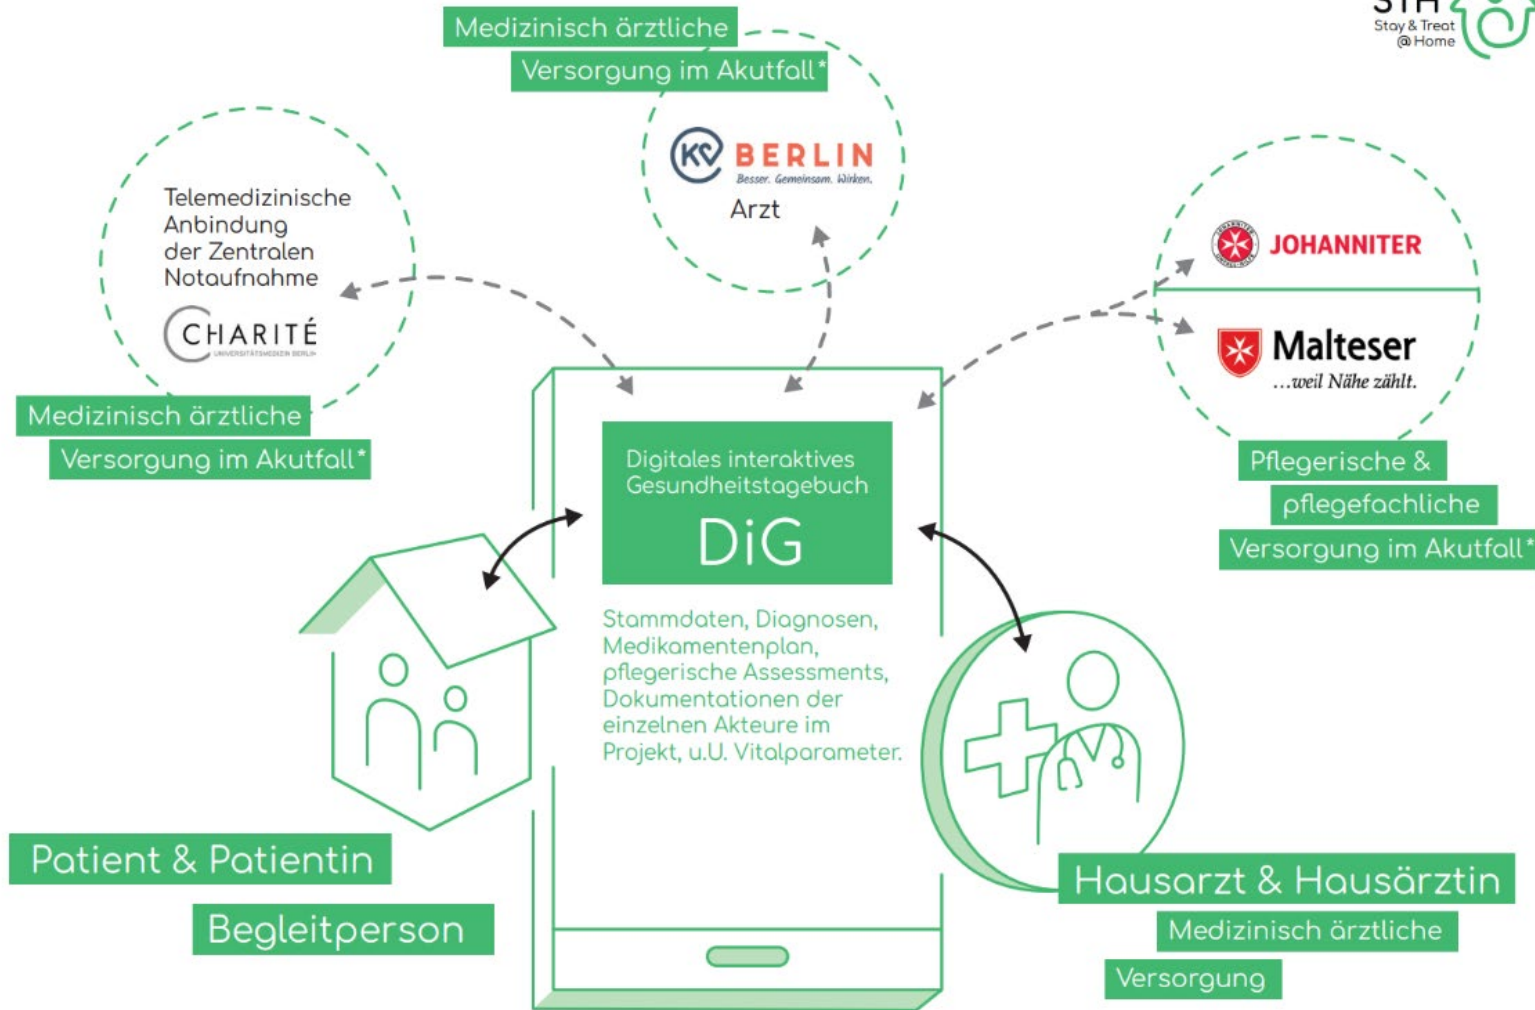 Medizinisch ärztliche
Versorgung im Akutfall*
STH
Stay & Treat
@ Home
KV BERLIN
Besser. Gemeinsam. Wirken.
Arzt
Telemedizinische
Anbindung
der Zentralen
Notaufnahme
CHARITÉ
UNIVERSITÄTSMEDIZIN BERLIN
Medizinisch ärztliche
Versorgung im Akutfall*
JOHANNITER
Malteser
...weil Nähe zählt.
Pflegerische &
pflegefachliche
Versorgung im Akutfall*
Digitales interaktives
Gesundheitstagebuch
DiG
Stammdaten, Diagnosen,
Medikamentenplan,
pflegerische Assessments,
Dokumentationen der
einzelnen Akteure im
Projekt, u.U. Vitalparameter.
Patient & Patientin
Begleitperson
Hausarzt & Hausärztin
Medizinisch ärztliche
Versorgung